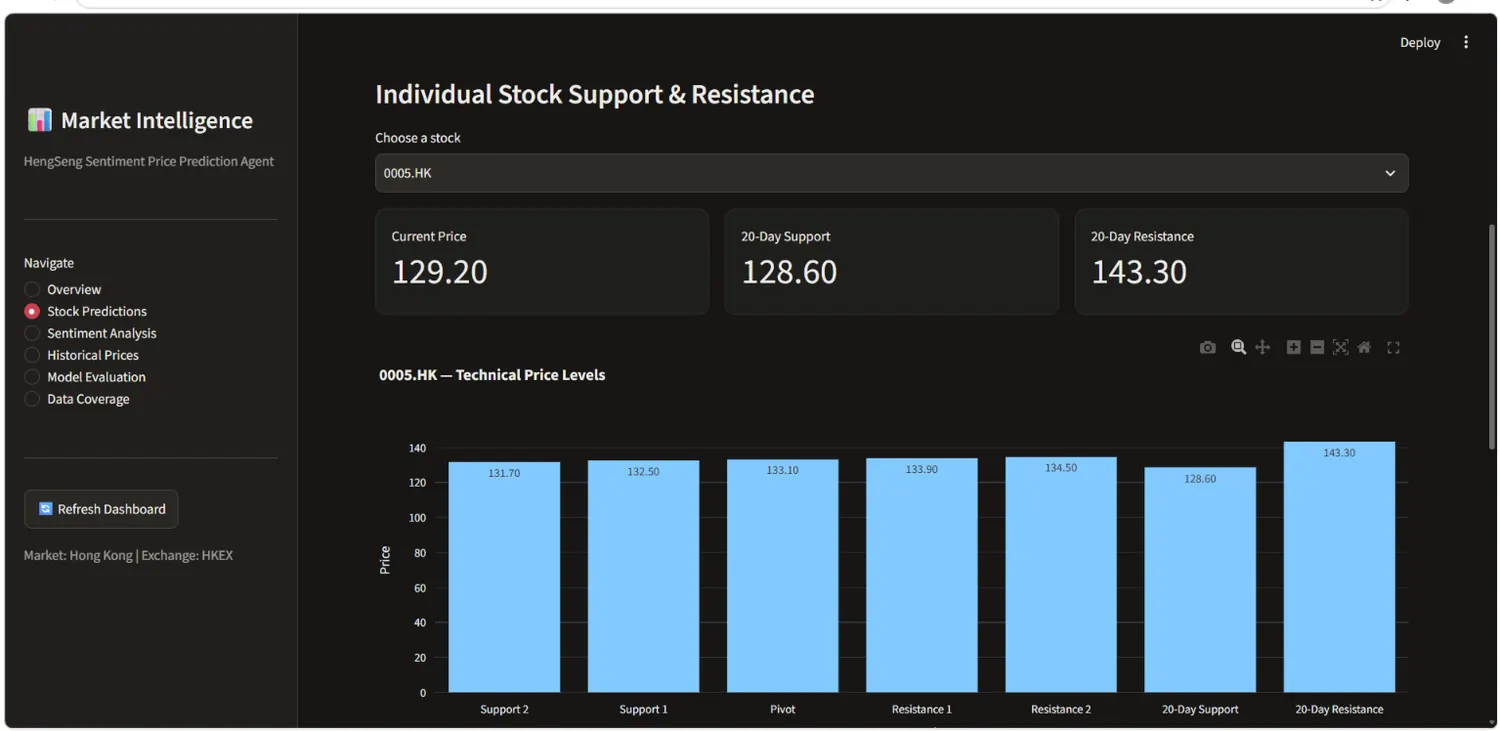 Deploy
Market Intelligence
HengSeng Sentiment Price Prediction Agent
Navigate
Overview
Stock Predictions
Sentiment Analysis
Historical Prices
Model Evaluation
Data Coverage
Refresh Dashboard
Market: Hong Kong | Exchange: HKEX
Individual Stock Support & Resistance
Choose a stock
0005.HK
Current Price
129.20
20-Day Support
128.60
20-Day Resistance
143.30
0005.HK — Technical Price Levels
Price
140
120
100
80
60
40
20
0
131.70
132.50
133.10
133.90
134.50
128.60
143.30
Support 2
Support 1
Pivot
Resistance 1
Resistance 2
20-Day Support
20-Day Resistance